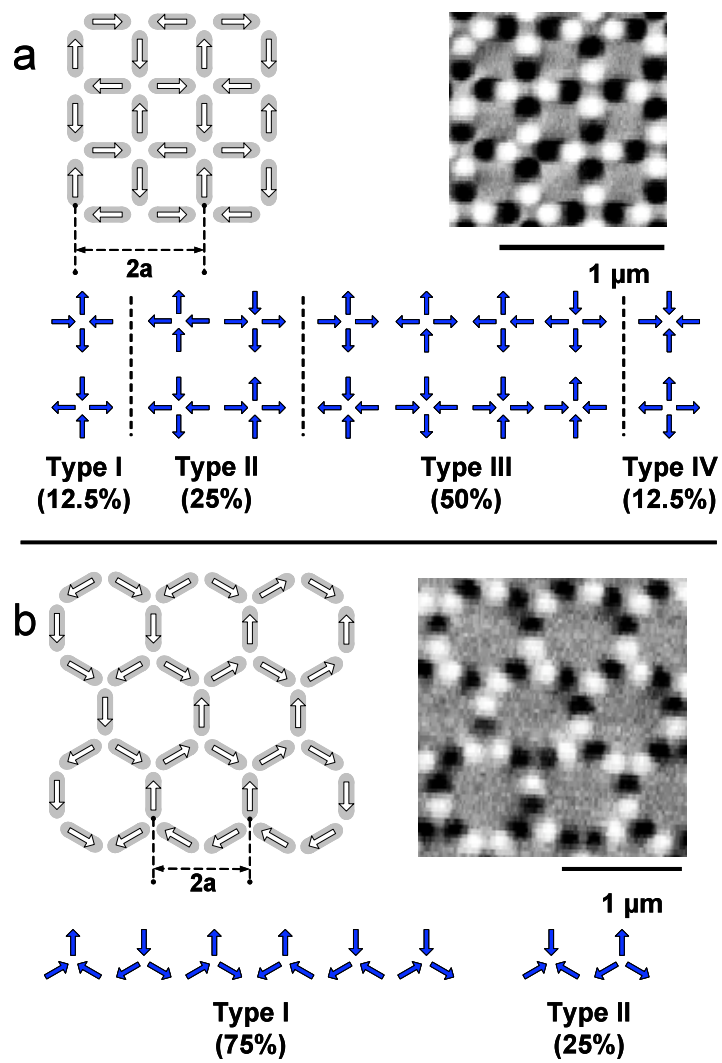 a
2a
1 µm
Type I Type II Type III Type IV
(12.5%) (25%) (50%) (12.5%)
b
2a
1 µm
Type I Type II
(75%) (25%)